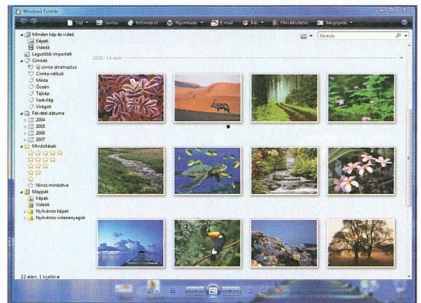 Windows Fotótár
Fájl Javítás Információ Nyomtatás E-mail Írás Film készítése Megnyitás
Minden kép és videó
Képek
Videók
Legutóbb importált
Címkék
Új címke létrehozása
Címke nélküli
Minta
Óceán
Tájkép
Vadvilág
Virágok
Felvétel dátuma
2004
2005
2006
2007
Minősítések
Nincs minősítve
Mappák
Képek
Videók
Nyilvános képek
Nyilvános videoanyagok
Keresés
22 elem, 1 kijelölve